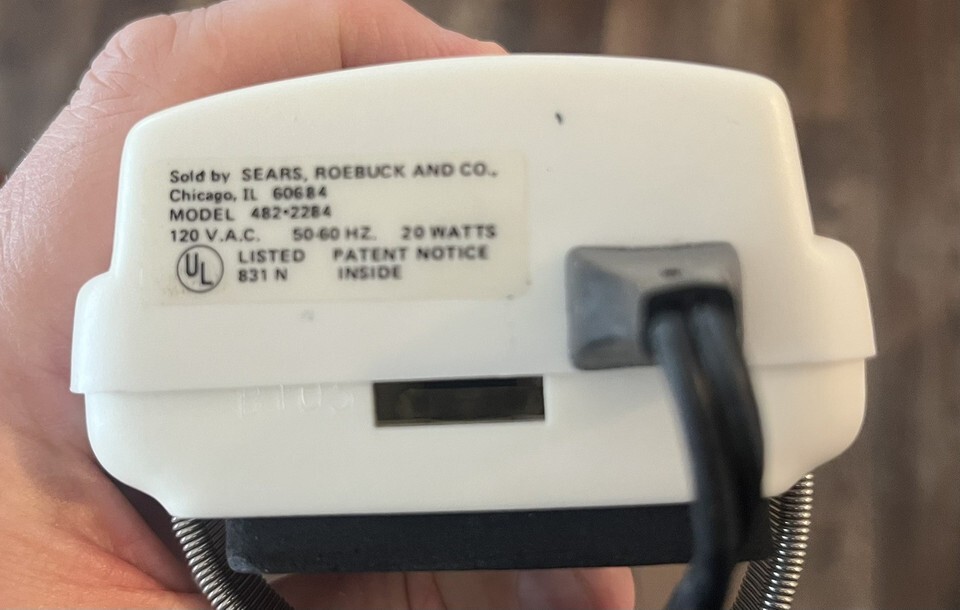 Sold by SEARS, ROEBUCK AND CO.,
Chicago, IL 60684
MODEL 482•2284
120 V.A.C. 50-60 HZ. 20 WATTS
UL LISTED PATENT NOTICE
831 N INSIDE